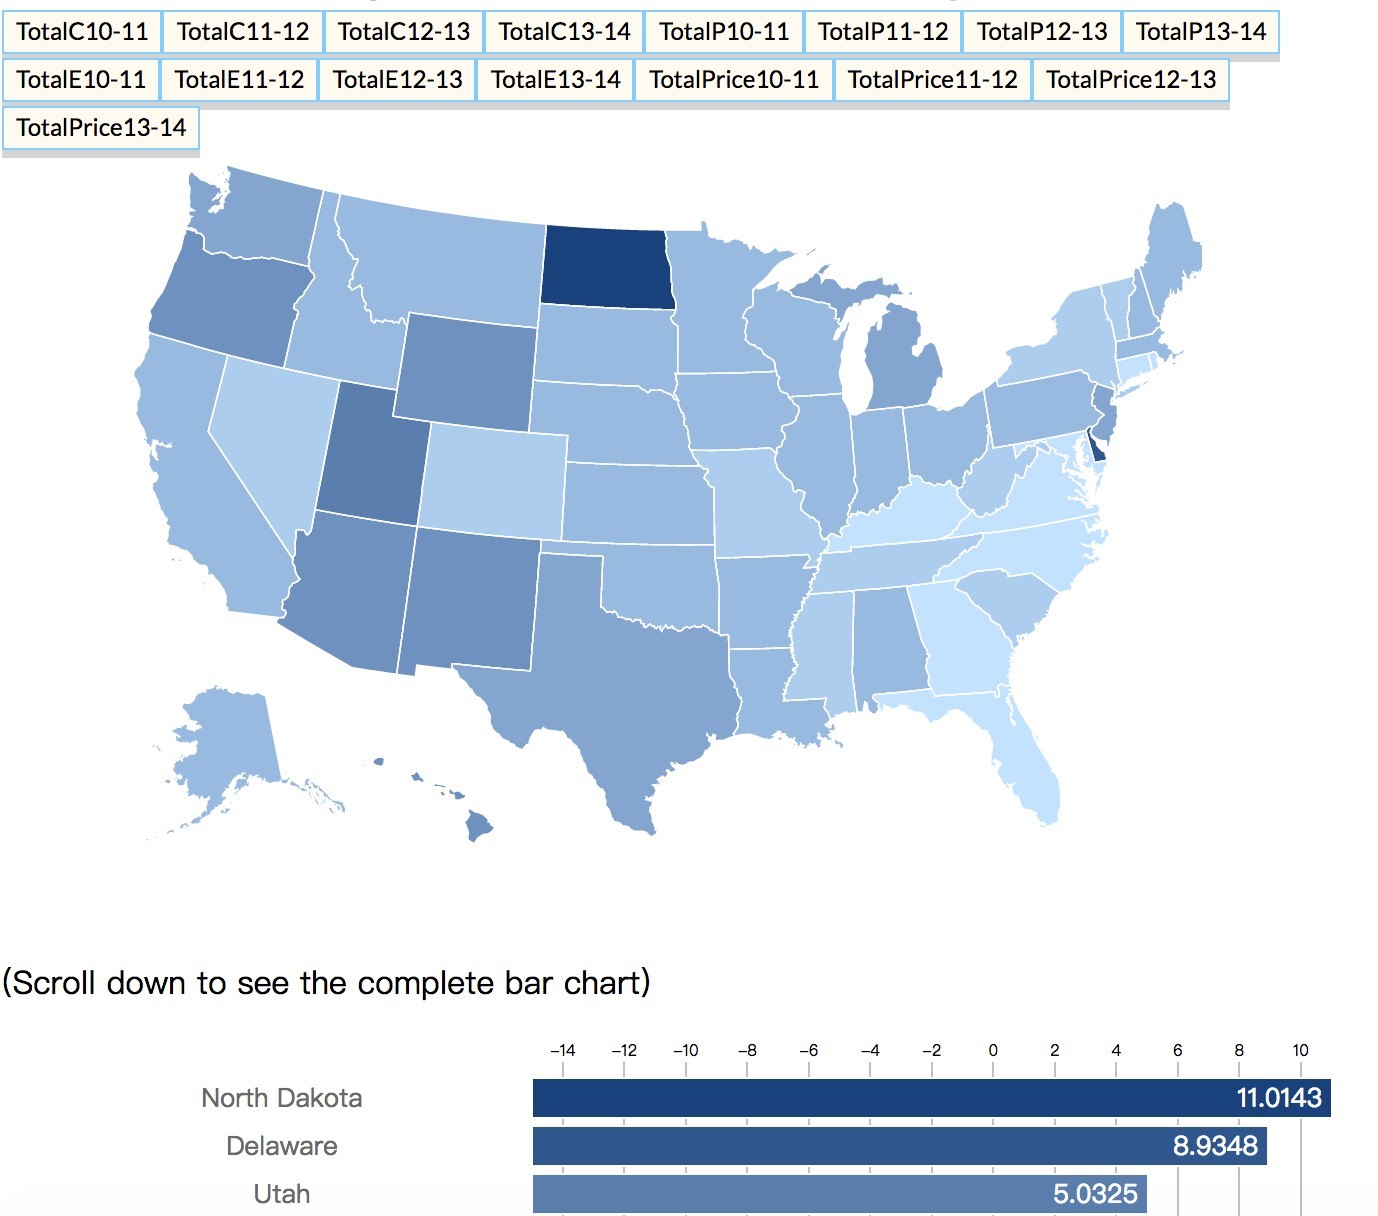 TotalC10-11 TotalC11-12 TotalC12-13 TotalC13-14 TotalP10-11 TotalP11-12 TotalP12-13 TotalP13-14
TotalE10-11 TotalE11-12 TotalE12-13 TotalE13-14 TotalPrice10-11 TotalPrice11-12 TotalPrice12-13
TotalPrice13-14
(Scroll down to see the complete bar chart)
−14 −12 −10 −8 −6 −4 −2 0 2 4 6 8 10
North Dakota 11.0143
Delaware 8.9348
Utah 5.0325